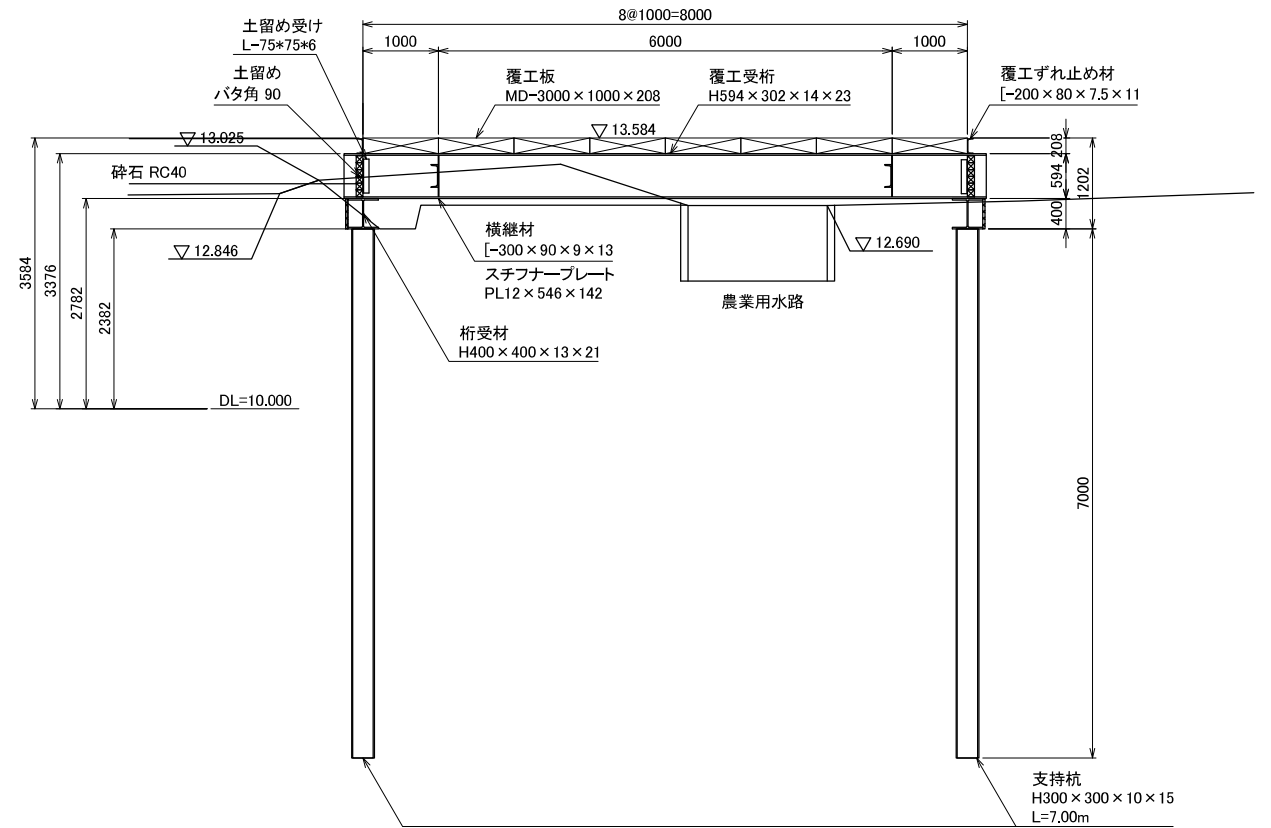 8@1000=8000
1000
6000
1000
土留め受け
L-75*75*6
土留め
バタ角 90
覆工板
MD-3000×1000×208
覆工受桁
H594×302×14×23
覆工ずれ止め材
[-200×80×7.5×11
▽ 13.025
▽ 13.584
砕石 RC40
208
594
400
1202
▽ 12.846
▽ 12.690
横継材
[-300×90×9×13
スチフナープレート
PL12×546×142
農業用水路
桁受材
H400×400×13×21
3584
3376
2782
2382
DL=10.000
7000
支持杭
H300×300×10×15
L=7.00m